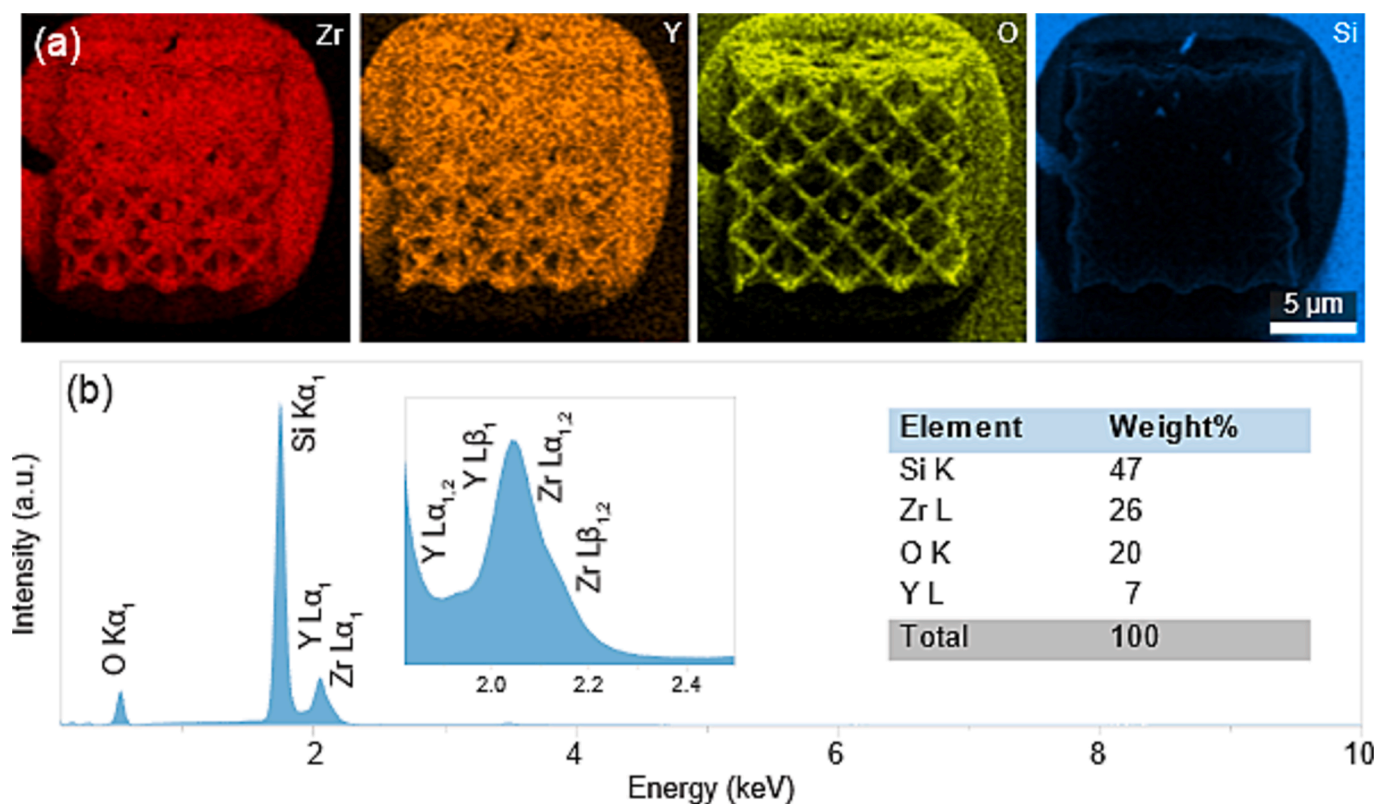 (a) Zr Y O Si
5 μm
(b)
Intensity (a.u.)
O Kα₁
Si Kα₁
Y Lα₁
Zr Lα₁
Y Lα₁,₂
Y Lβ₁
Zr Lα₁,₂
Zr Lβ₁,₂
2.0 2.2 2.4
Element Weight%
Si K 47
Zr L 26
O K 20
Y L 7
Total 100
2 4 6 8 10
Energy (keV)